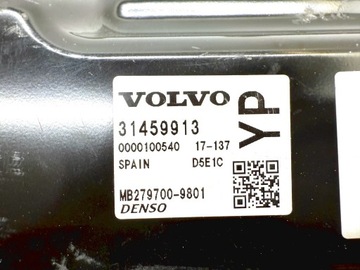 VOLVO
31459913
0000100540 17-137
SPAIN D5E1C
YP
MB279700-9801
DENSO